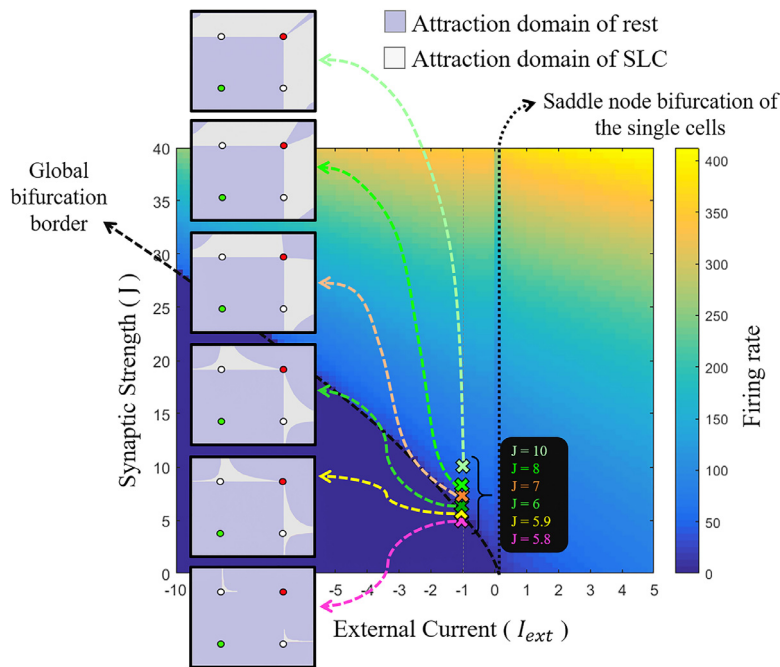 Attraction domain of rest
Attraction domain of SLC
Saddle node bifurcation of
the single cells
Global
bifurcation
border
Synaptic Strength ( J )
40
35
30
25
20
15
10
5
0
-10
-5
-4
-3
-2
-1
0
1
2
3
4
5
External Current ( I_ext )
J = 10
J = 8
J = 7
J = 6
J = 5.9
J = 5.8
400
350
300
250
200
150
100
50
0
Firing rate